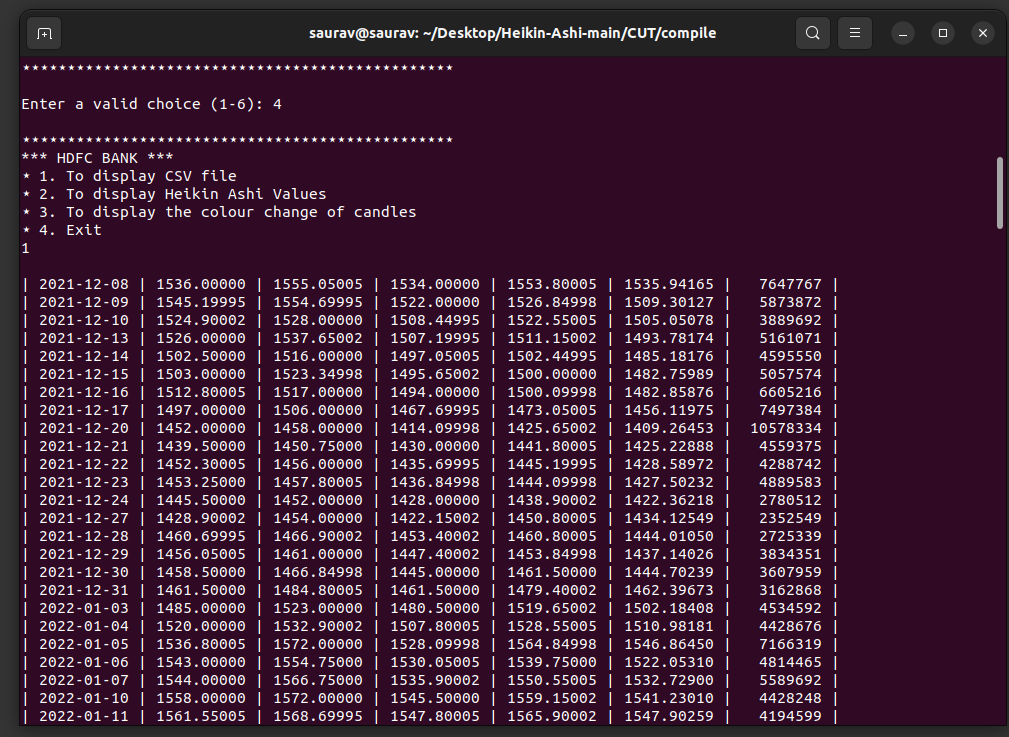 saurav@saurav: ~/Desktop/Heikin-Ashi-main/CUT/compile
************************************************
Enter a valid choice (1-6): 4
************************************************
*** HDFC BANK ***
* 1. To display CSV file
* 2. To display Heikin Ashi Values
* 3. To display the colour change of candles
* 4. Exit
1
| 2021-12-08 | 1536.00000 | 1555.05005 | 1534.00000 | 1553.80005 | 1535.94165 |   7647767 |
| 2021-12-09 | 1545.19995 | 1554.69995 | 1522.00000 | 1526.84998 | 1509.30127 |   5873872 |
| 2021-12-10 | 1524.90002 | 1528.00000 | 1508.44995 | 1522.55005 | 1505.05078 |   3889692 |
| 2021-12-13 | 1526.00000 | 1537.65002 | 1507.19995 | 1511.15002 | 1493.78174 |   5161071 |
| 2021-12-14 | 1502.50000 | 1516.00000 | 1497.05005 | 1502.44995 | 1485.18176 |   4595550 |
| 2021-12-15 | 1503.00000 | 1523.34998 | 1495.65002 | 1500.00000 | 1482.75989 |   5057574 |
| 2021-12-16 | 1512.80005 | 1517.00000 | 1494.00000 | 1500.09998 | 1482.85876 |   6605216 |
| 2021-12-17 | 1497.00000 | 1506.00000 | 1467.69995 | 1473.05005 | 1456.11975 |   7497384 |
| 2021-12-20 | 1452.00000 | 1458.00000 | 1414.09998 | 1425.65002 | 1409.26453 |  10578334 |
| 2021-12-21 | 1439.50000 | 1450.75000 | 1430.00000 | 1441.80005 | 1425.22888 |   4559375 |
| 2021-12-22 | 1452.30005 | 1456.00000 | 1435.69995 | 1445.19995 | 1428.58972 |   4288742 |
| 2021-12-23 | 1453.25000 | 1457.80005 | 1436.84998 | 1444.09998 | 1427.50232 |   4889583 |
| 2021-12-24 | 1445.50000 | 1452.00000 | 1428.00000 | 1438.90002 | 1422.36218 |   2780512 |
| 2021-12-27 | 1428.90002 | 1454.00000 | 1422.15002 | 1450.80005 | 1434.12549 |   2352549 |
| 2021-12-28 | 1460.69995 | 1466.90002 | 1453.40002 | 1460.80005 | 1444.01050 |   2725339 |
| 2021-12-29 | 1456.05005 | 1461.00000 | 1447.40002 | 1453.84998 | 1437.14026 |   3834351 |
| 2021-12-30 | 1458.50000 | 1466.84998 | 1445.00000 | 1461.50000 | 1444.70239 |   3607959 |
| 2021-12-31 | 1461.50000 | 1484.80005 | 1461.50000 | 1479.40002 | 1462.39673 |   3162868 |
| 2022-01-03 | 1485.00000 | 1523.00000 | 1480.50000 | 1519.65002 | 1502.18408 |   4534592 |
| 2022-01-04 | 1520.00000 | 1532.90002 | 1507.80005 | 1528.55005 | 1510.98181 |   4428676 |
| 2022-01-05 | 1536.80005 | 1572.00000 | 1528.09998 | 1564.84998 | 1546.86450 |   7166319 |
| 2022-01-06 | 1543.00000 | 1554.75000 | 1530.05005 | 1539.75000 | 1522.05310 |   4814465 |
| 2022-01-07 | 1544.00000 | 1566.75000 | 1535.90002 | 1550.55005 | 1532.72900 |   5589692 |
| 2022-01-10 | 1558.00000 | 1572.00000 | 1545.50000 | 1559.15002 | 1541.23010 |   4428248 |
| 2022-01-11 | 1561.55005 | 1568.69995 | 1547.80005 | 1565.90002 | 1547.90259 |   4194599 |